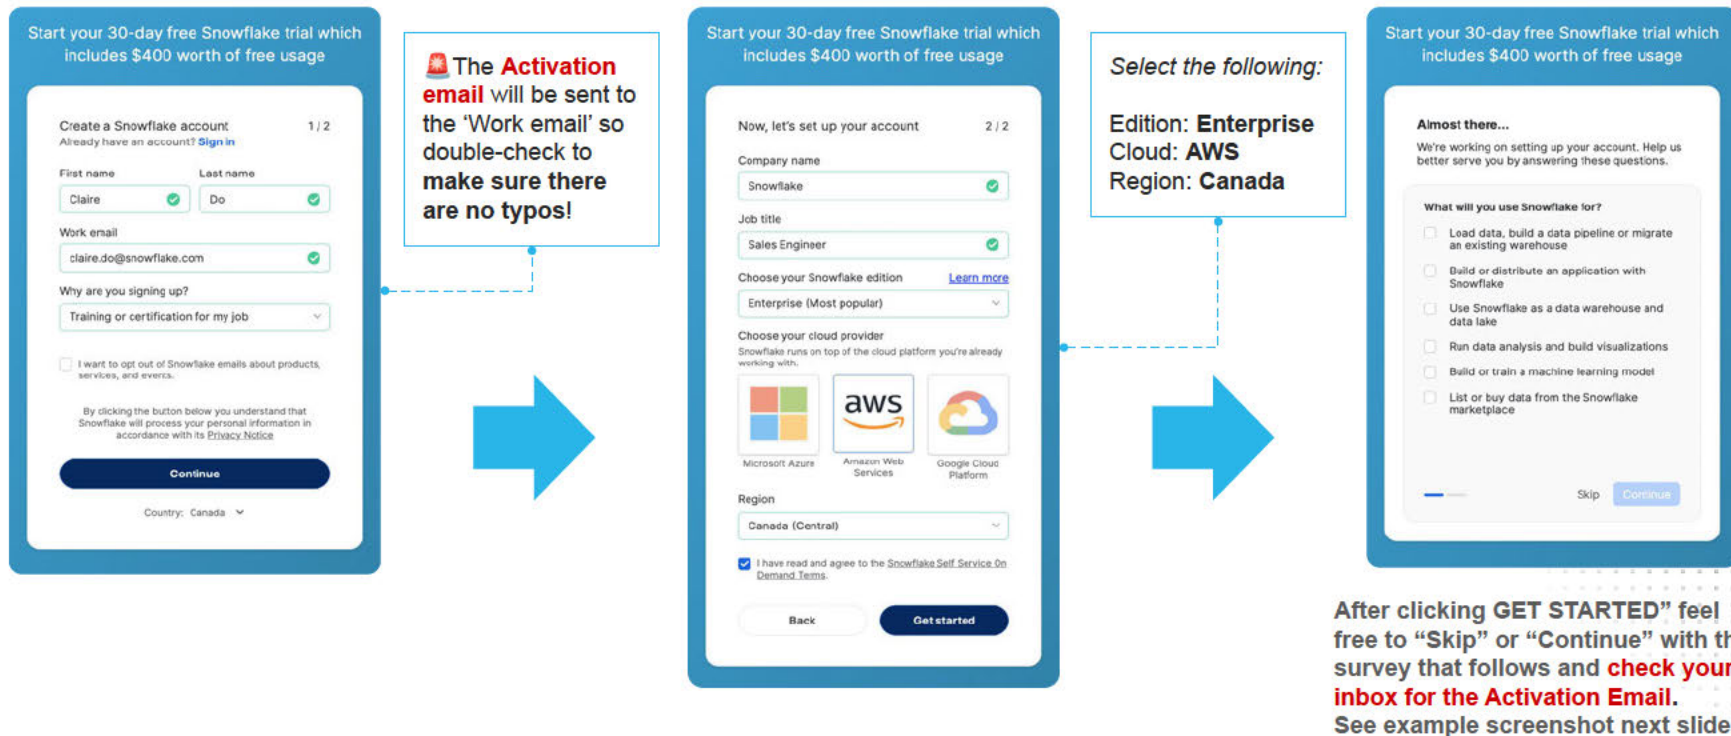 Start your 30-day free Snowflake trial which
includes $400 worth of free usage
Create a Snowflake account 1 / 2
Already have an account? Sign in
First name Last name
Claire Do
Work email
claire.do@snowflake.com
Why are you signing up?
Training or certification for my job
I want to opt out of Snowflake emails about products,
services, and events.
By clicking the button below you understand that
Snowflake will process your personal information in
accordance with its Privacy Notice
Continue
Country: Canada
🚨The Activation
email will be sent to
the ‘Work email’ so
double-check to
make sure there
are no typos!
Start your 30-day free Snowflake trial which
includes $400 worth of free usage
Now, let's set up your account 2 / 2
Company name
Snowflake
Job title
Sales Engineer
Choose your Snowflake edition Learn more
Enterprise (Most popular)
Choose your cloud provider
Snowflake runs on top of the cloud platform you're already
working with.
aws
Microsoft Azure
Amazon Web
Services
Google Cloud
Platform
Region
Canada (Central)
I have read and agree to the Snowflake Self Service On
Demand Terms.
Back Get started
Select the following:
Edition: Enterprise
Cloud: AWS
Region: Canada
Start your 30-day free Snowflake trial which
includes $400 worth of free usage
Almost there...
We're working on setting up your account. Help us
better serve you by answering these questions.
What will you use Snowflake for?
Load data, build a data pipeline or migrate
an existing warehouse
Build or distribute an application with
Snowflake
Use Snowflake as a data warehouse and
data lake
Run data analysis and build visualizations
Build or train a machine learning model
List or buy data from the Snowflake
marketplace
Skip Continue
After clicking GET STARTED” feel
free to “Skip” or “Continue” with th
survey that follows and check your
inbox for the Activation Email.
See example screenshot next slide